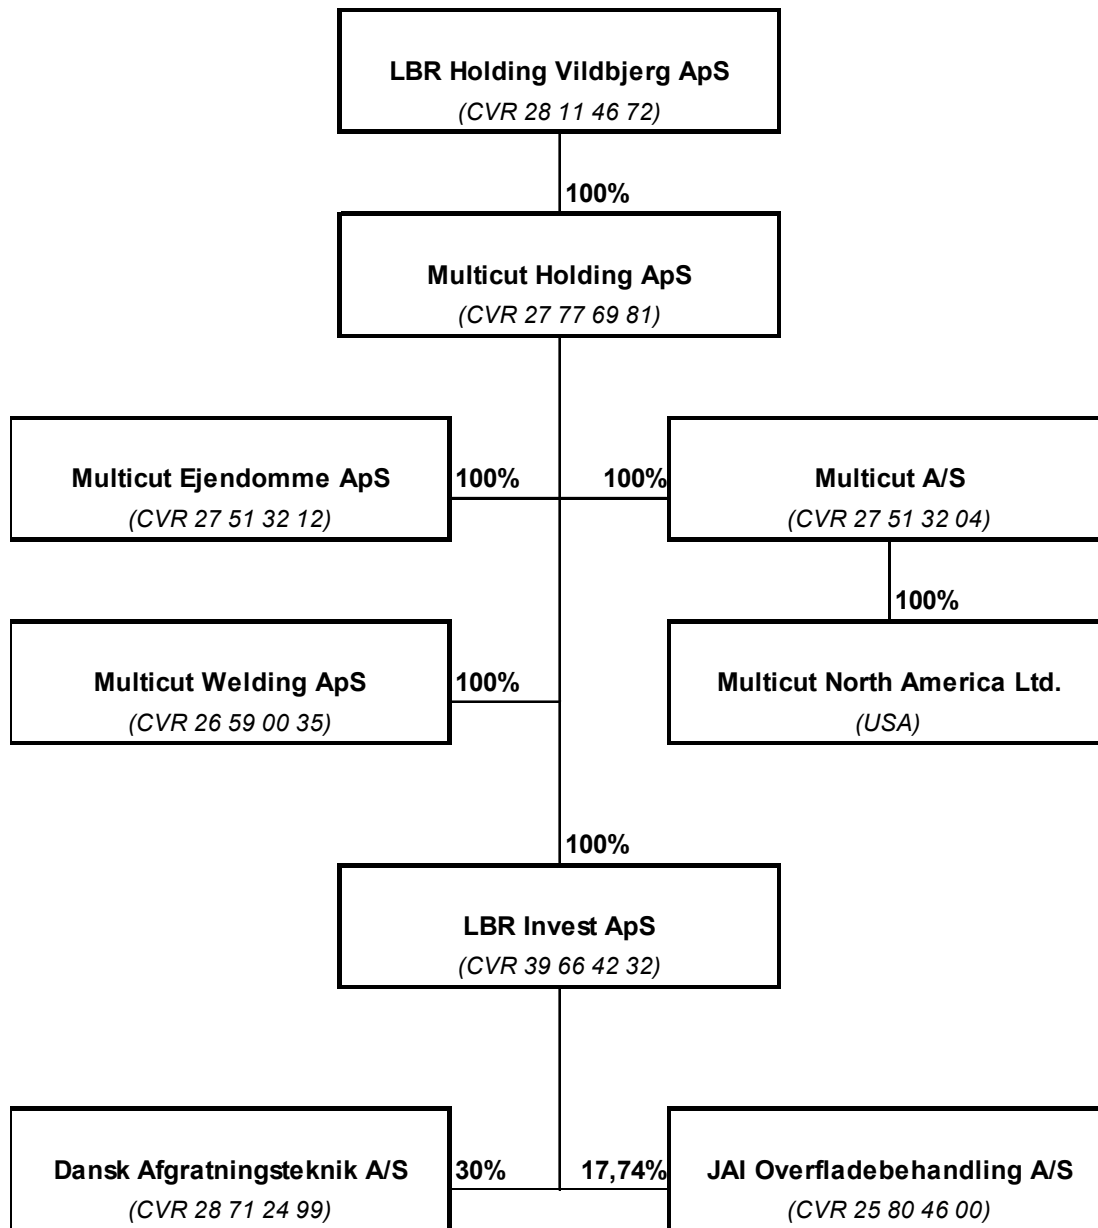 LBR Holding Vildbjerg ApS
(CVR 28 11 46 72)
100%
Multicut Holding ApS
(CVR 27 77 69 81)
Multicut Ejendomme ApS
(CVR 27 51 32 12)
100%
100%
Multicut A/S
(CVR 27 51 32 04)
100%
Multicut Welding ApS
(CVR 26 59 00 35)
100%
Multicut North America Ltd.
(USA)
100%
LBR Invest ApS
(CVR 39 66 42 32)
Dansk Afgratningsteknik A/S
(CVR 28 71 24 99)
30%
17,74%
JAI Overfladebehandling A/S
(CVR 25 80 46 00)